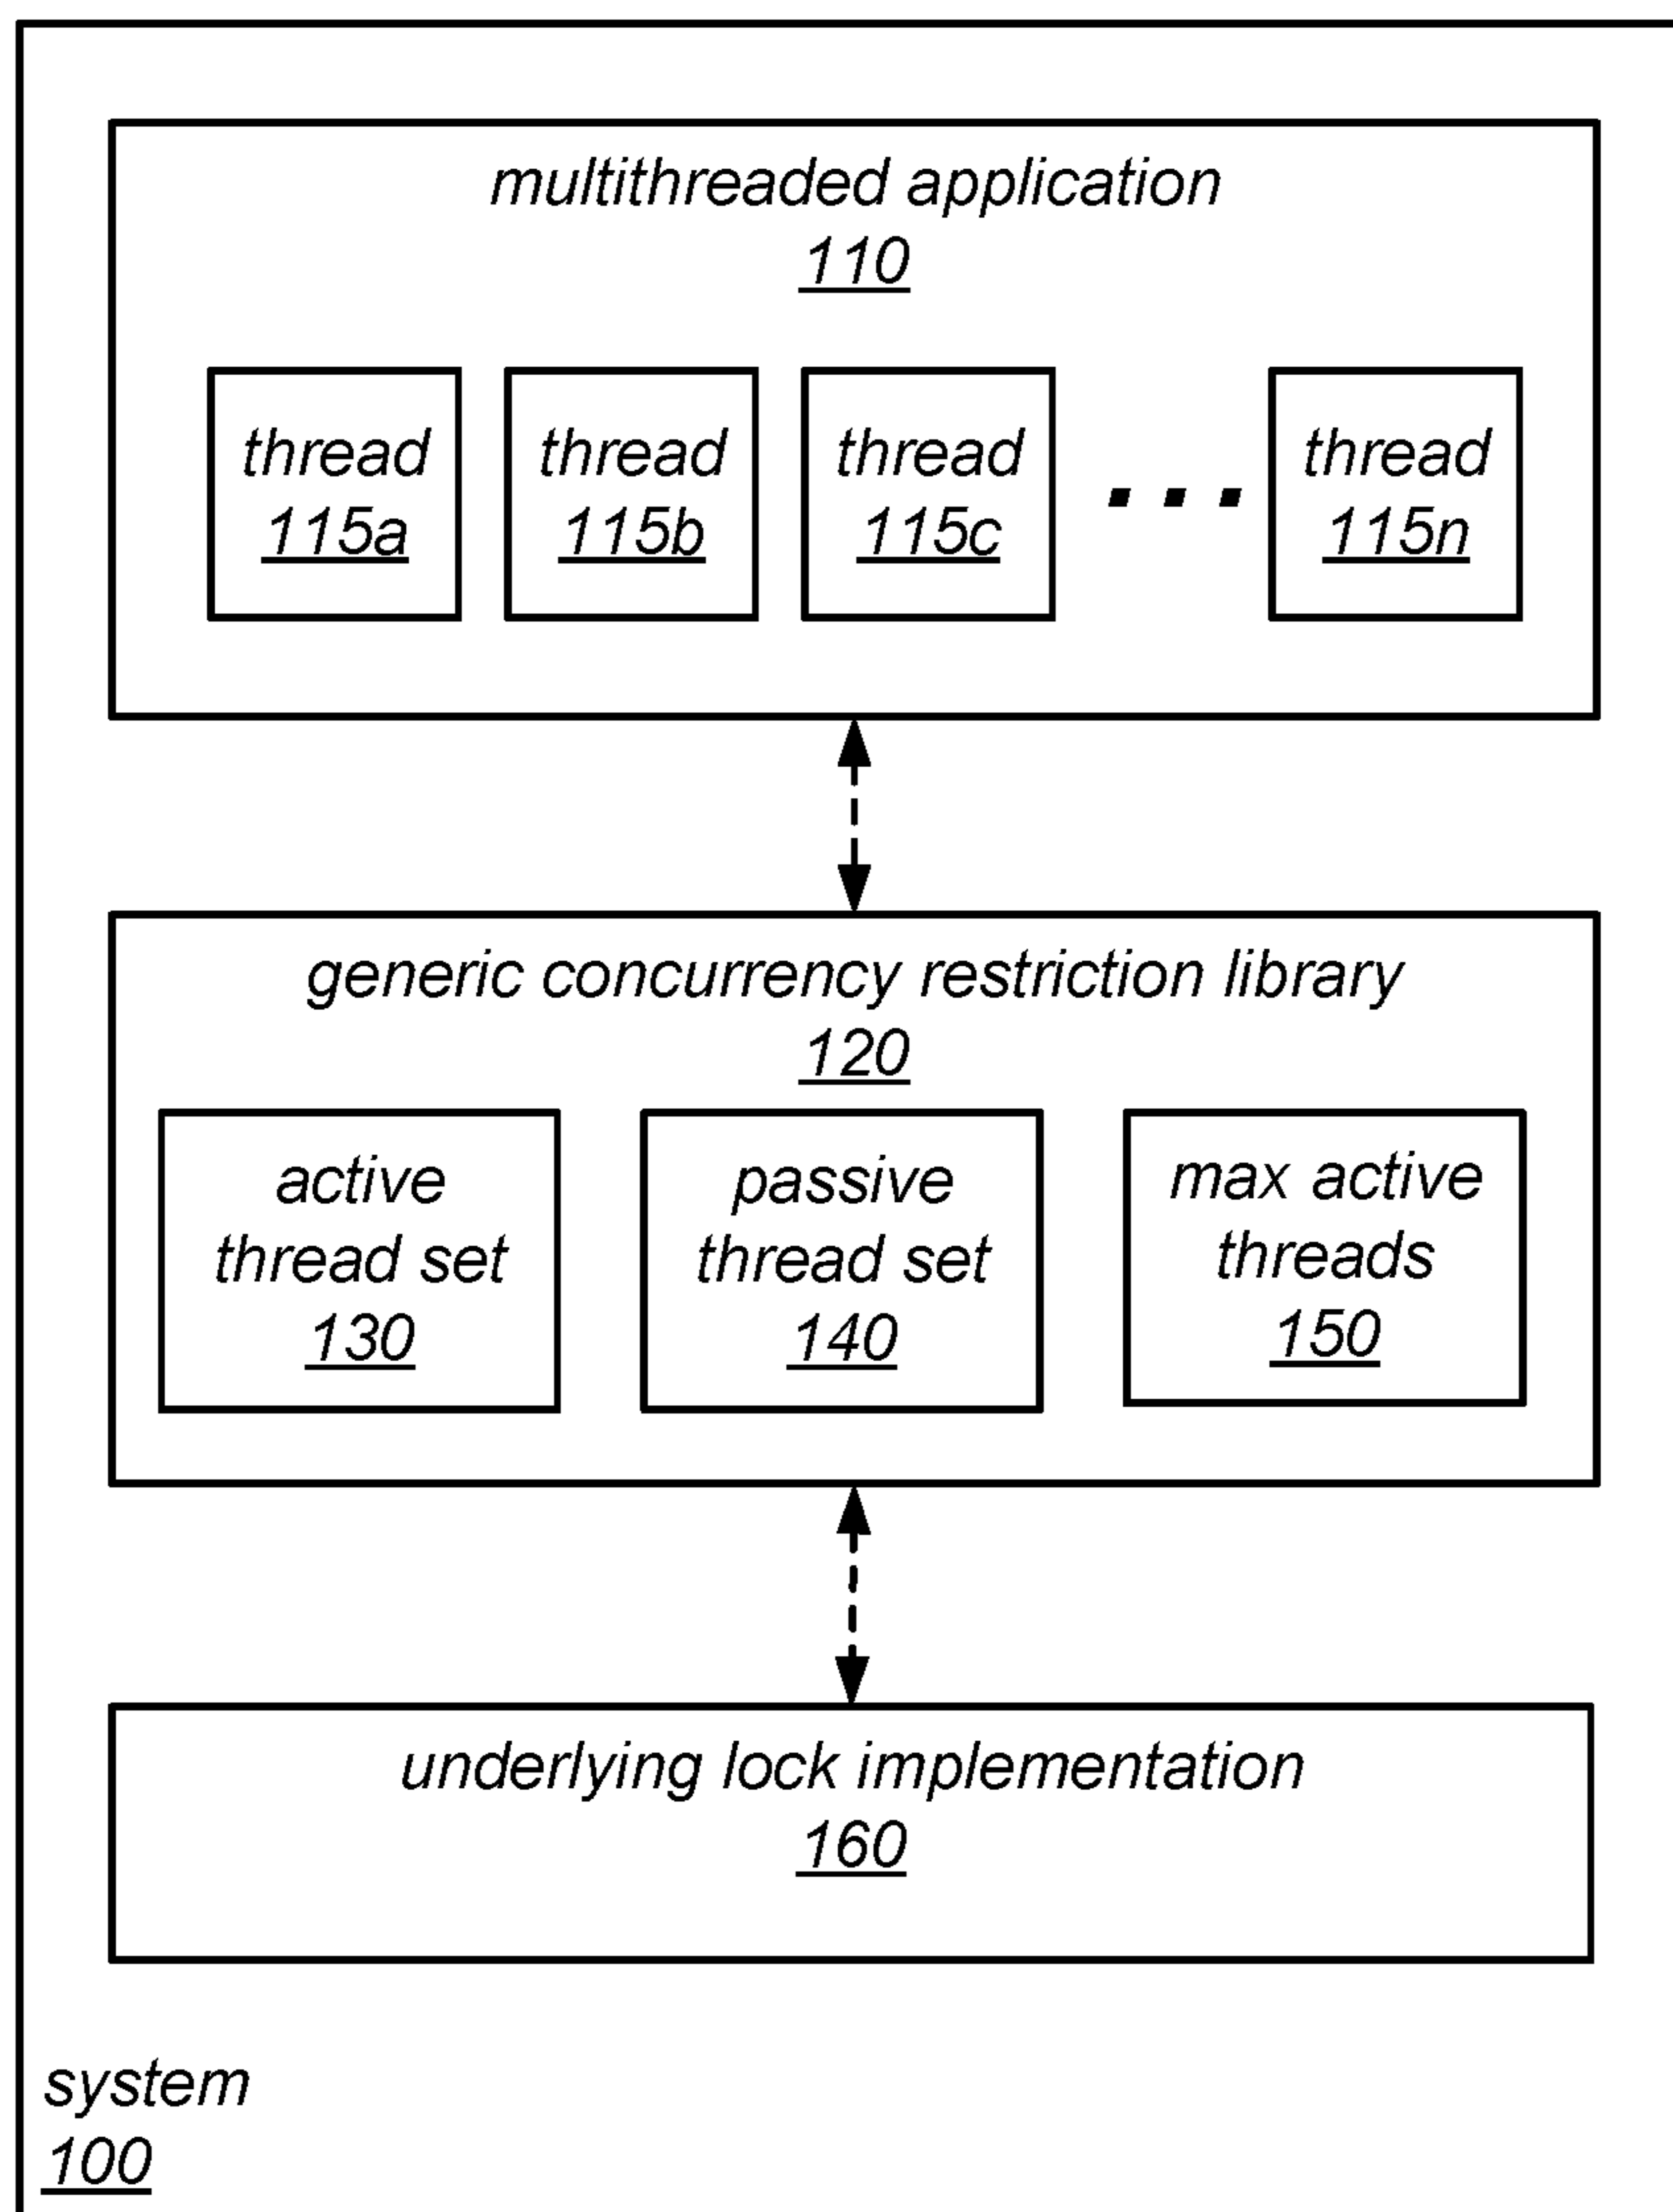 multithreaded application
110
thread thread thread thread
115a 115b 115c ... 115n
generic concurrency restriction library
120
active thread set 130
passive thread set 140
max active threads 150
underlying lock implementation
160
system
100